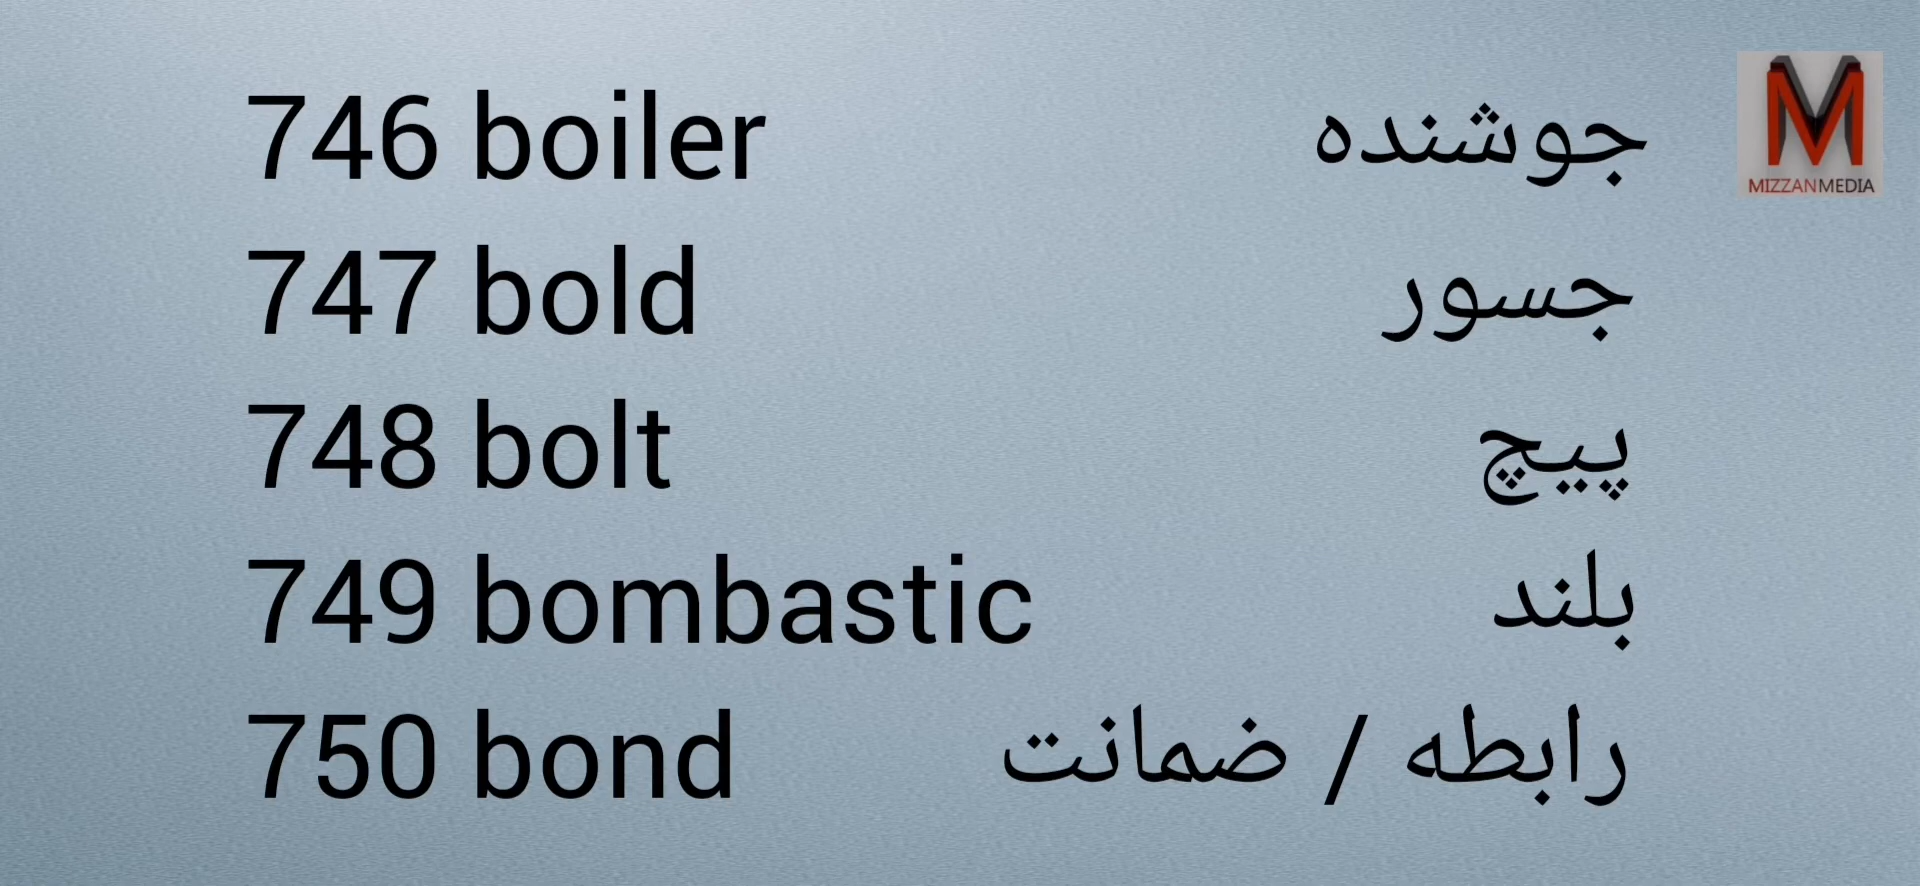 746 boiler جوشنده
747 bold جسور
748 bolt پیچ
749 bombastic بلند
750 bond رابطه / ضمانت
M
MIZZANMEDIA